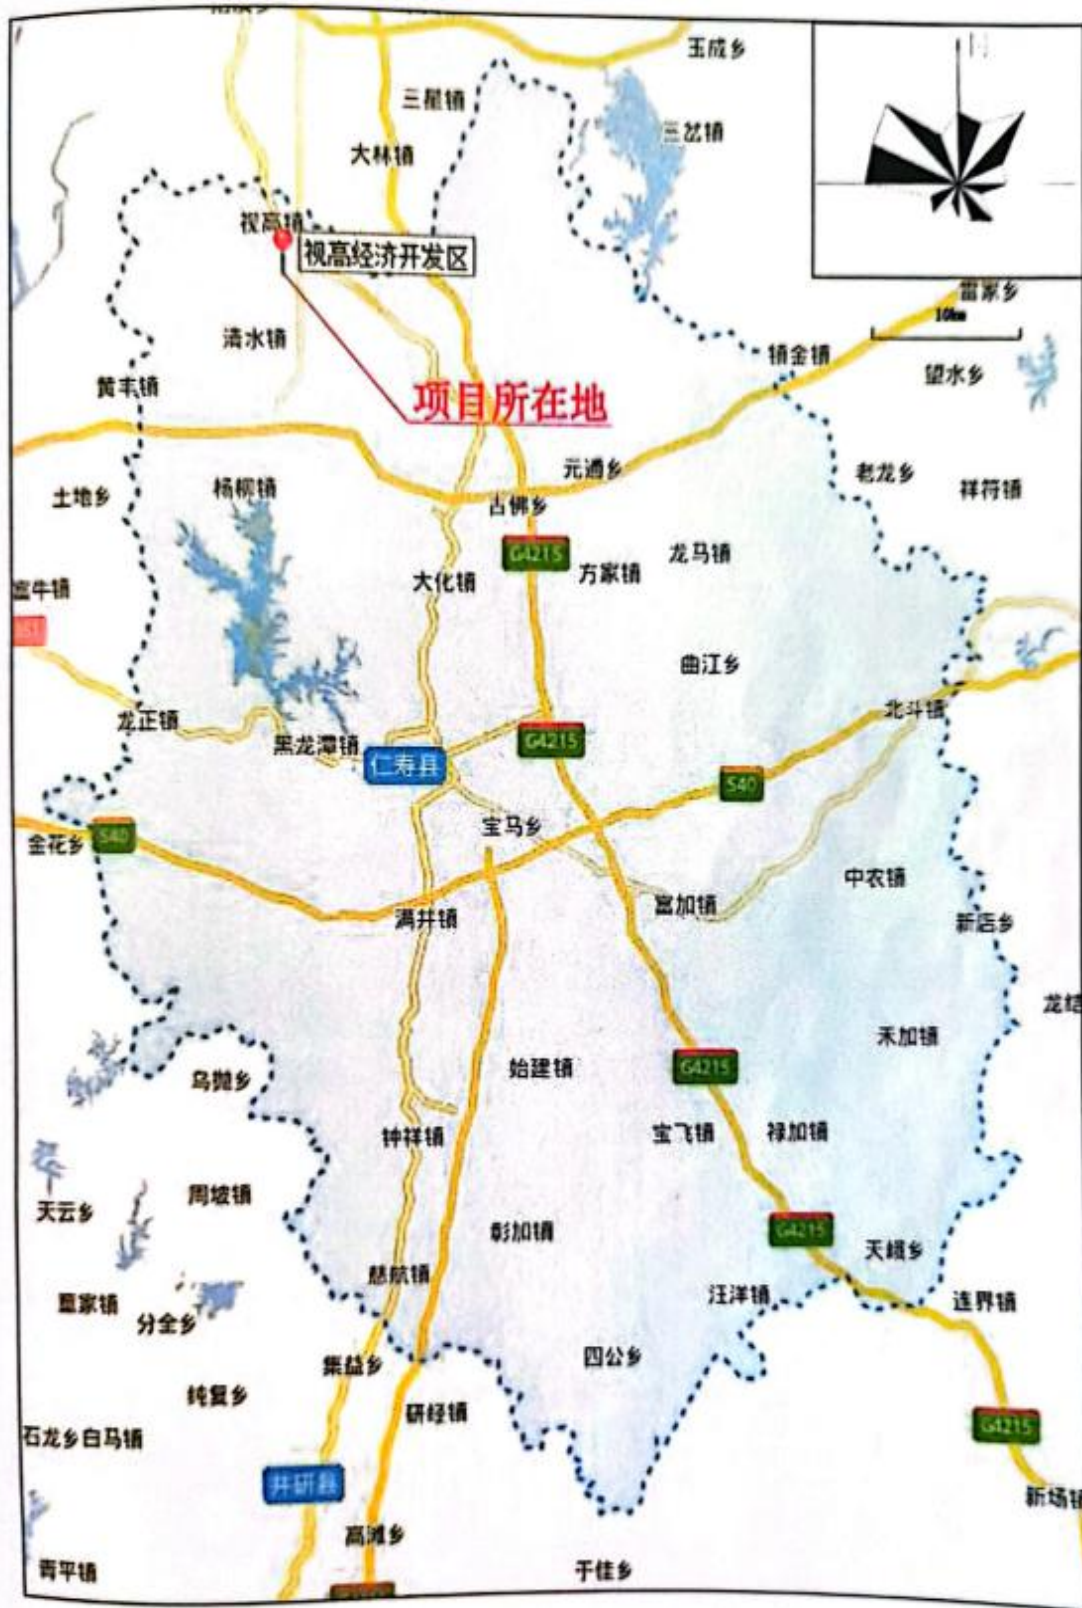 玉成乡
三星镇
三岔镇
大林镇
视高镇
视高经济开发区
雷家乡
10km
清水镇
镇金镇
望水乡
黄丰镇
项目所在地
元通乡
老龙乡
杨柳镇
祥符镇
土地乡
古佛乡
G4215
龙马镇
大化镇
方家镇
富牛镇
曲江乡
龙正镇
北斗镇
黑龙潭镇
G4215
仁寿县
S40
宝马乡
金花乡
S40
中农镇
富加镇
满井镇
新店乡
龙结
禾加镇
始建镇
G4215
乌抛乡
钟祥镇
宝飞镇
禄加镇
周坡镇
天云乡
彰加镇
G4215
天峨乡
慈航镇
汪洋镇
连界镇
分全乡
四公乡
集益乡
纯复乡
研经镇
G4215
石龙乡
白马镇
井研县
新场镇
高滩乡
青平镇
于佳乡